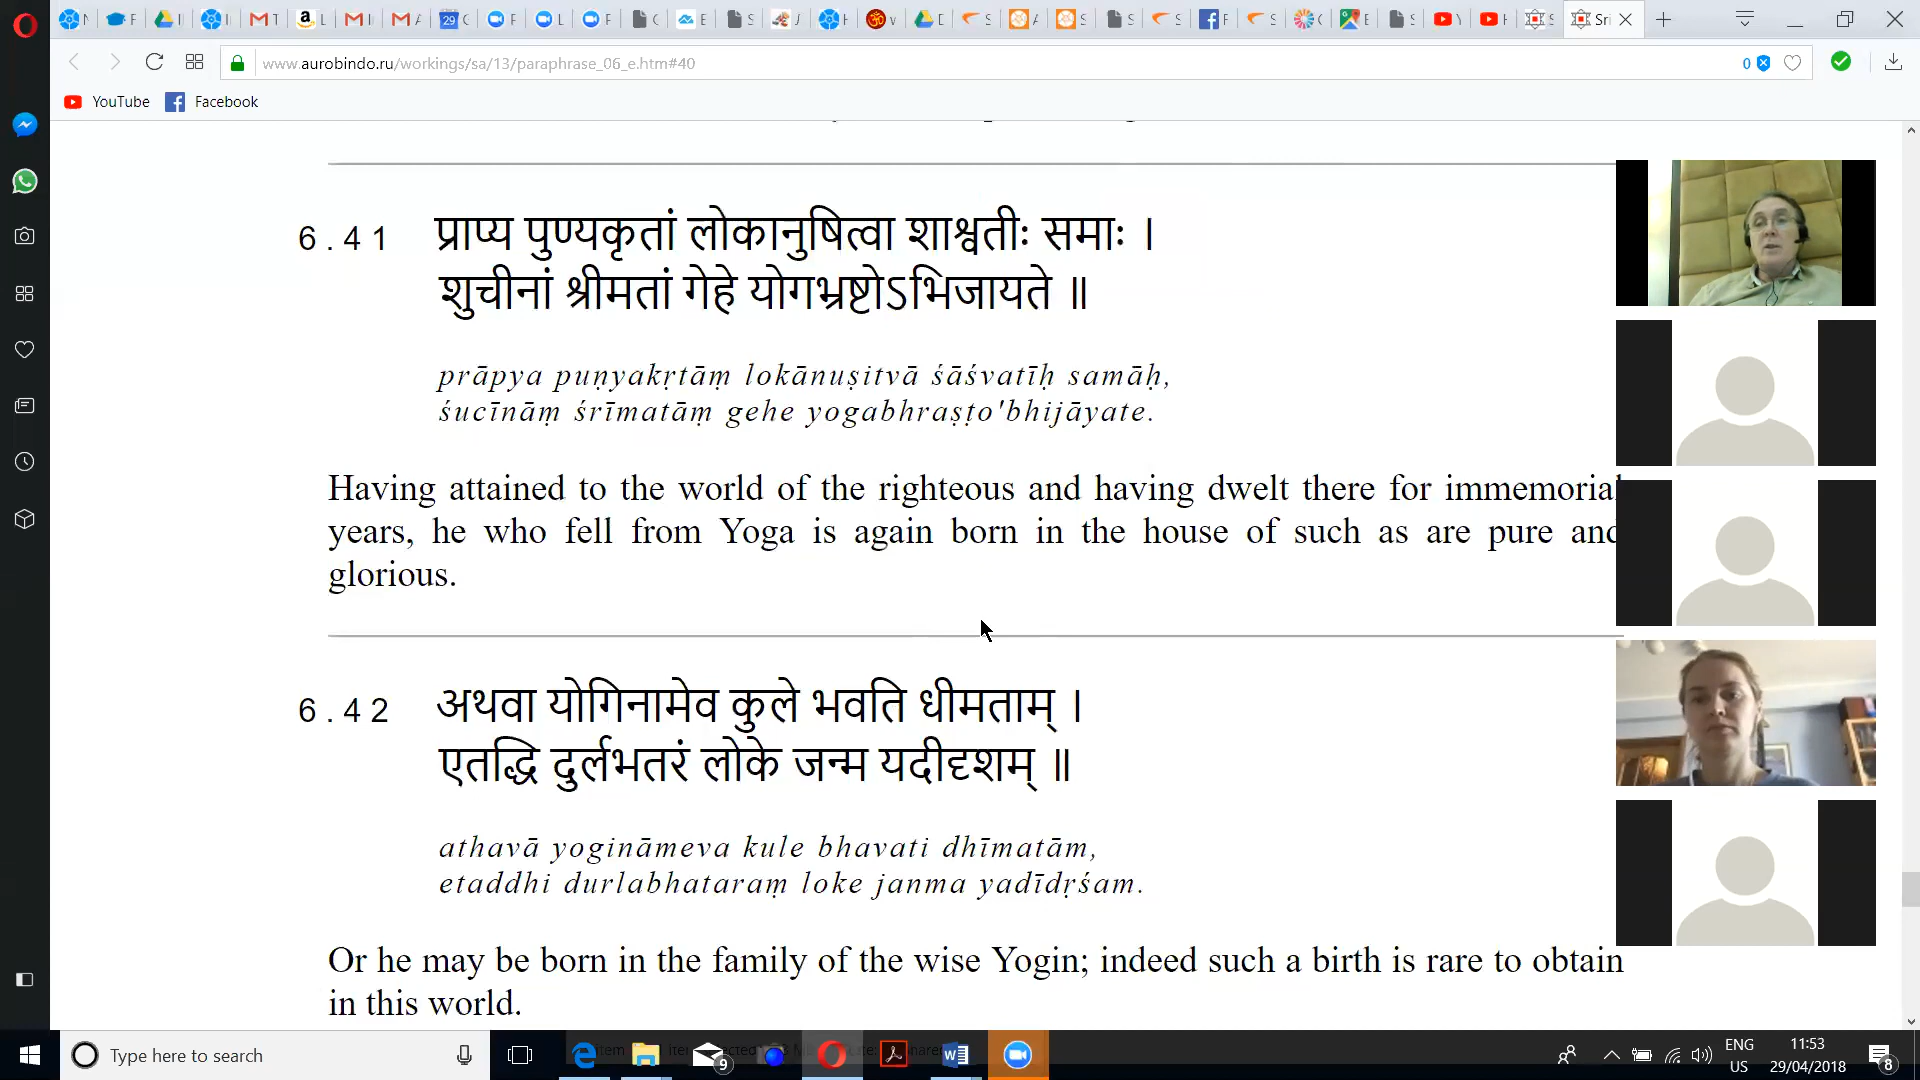 Sri
www.aurobindo.ru/workings/sa/13/paraphrase_06_e.htm#40
0
YouTube
Facebook
6.41
प्राप्य पुण्यकृतां लोकानुषित्वा शाश्वतीः समाः ।
शुचीनां श्रीमतां गेहे योगभ्रष्टोऽभिजायते ॥
prāpya puṇyakṛtāṃ lokānuṣitvā śāśvatīḥ samāḥ,
śucīnāṃ śrīmatāṃ gehe yogabhraṣṭo'bhijāyate.
Having attained to the world of the righteous and having dwelt there for immemorial
years, he who fell from Yoga is again born in the house of such as are pure and
glorious.
6.42
अथवा योगिनामेव कुले भवति धीमताम् ।
एतद्धि दुर्लभतरं लोके जन्म यदीदृशम् ॥
athavā yogināmeva kule bhavati dhīmatām,
etaddhi durlabhataraṃ loke janma yadīdṛśam.
Or he may be born in the family of the wise Yogin; indeed such a birth is rare to obtain
in this world.
Type here to search
9
ENG
US
11:53
29/04/2018
8